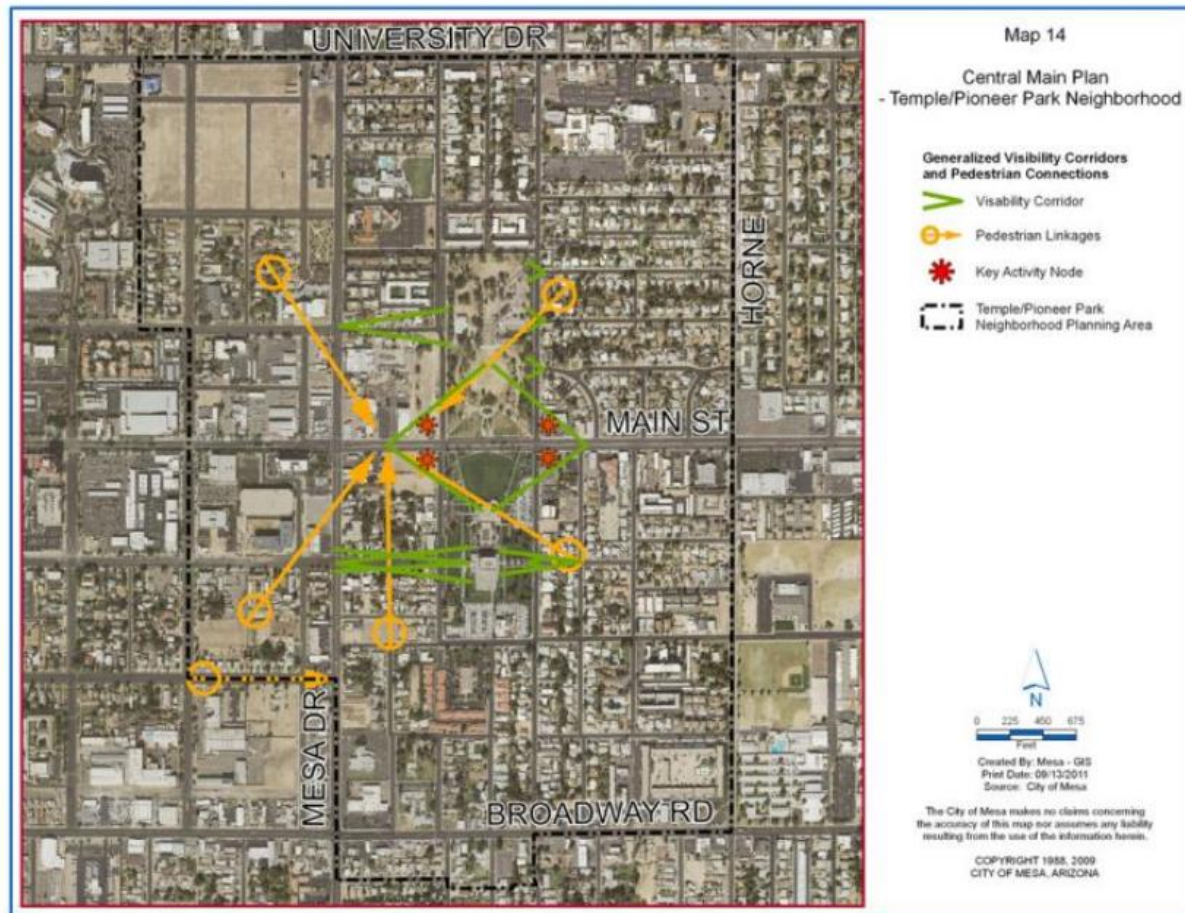 UNIVERSITY DR
HORNE
MAIN ST
MESA DR
BROADWAY RD
Map 14
Central Main Plan
- Temple/Pioneer Park Neighborhood
Generalized Visibility Corridors
and Pedestrian Connections
Visability Corridor
Pedestrian Linkages
Key Activity Node
Temple/Pioneer Park
Neighborhood Planning Area
N
0 225 450 675
Feet
Created By: Mesa - GIS
Print Date: 09/13/2011
Source: City of Mesa
The City of Mesa makes no claims concerning
the accuracy of this map nor assumes any liability
resulting from the use of the information herein.
COPYRIGHT 1988, 2009
CITY OF MESA, ARIZONA